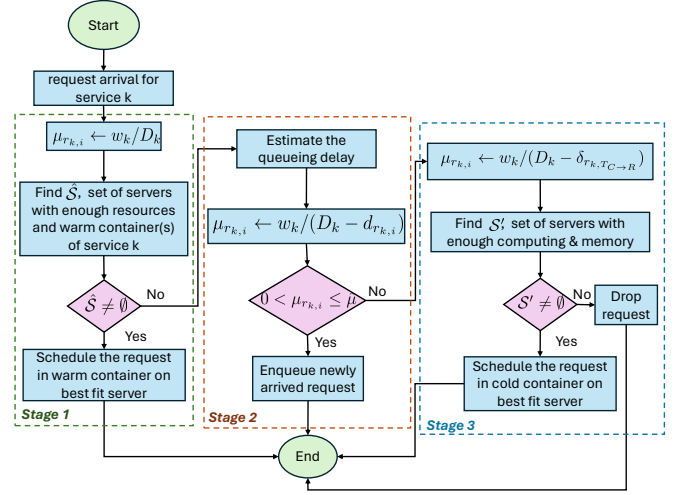 Start
request arrival for
service k
μ_{r_{k,i}} ← w_k/D_k
Find Ŝ, set of servers
with enough resources
and warm container(s)
of service k
Ŝ ≠ ∅
No
Yes
Schedule the request
in warm container on
best fit server
Stage 1
Estimate the
queueing delay
μ_{r_{k,i}} ← w_k/(D_k − d_{r_{k,i}})
0 < μ_{r_{k,i}} ≤ μ
No
Yes
Enqueue newly
arrived request
Stage 2
μ_{r_{k,i}} ← w_k/(D_k − δ_{r_k,T_{C→R}})
Find S′, set of servers with
enough computing & memory
S′ ≠ ∅
No
Drop
request
Yes
Schedule the request
in cold container on
best fit server
Stage 3
End